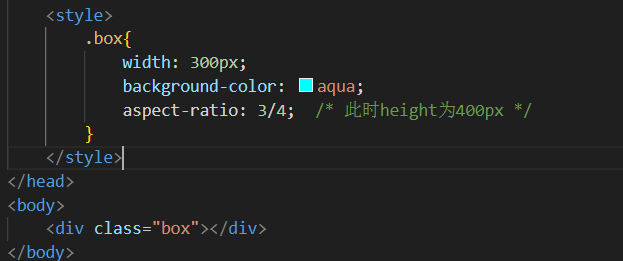 <style>
.box{
width: 300px;
background-color: aqua;
aspect-ratio: 3/4;  /* 此时height为400px */
}
</style>
</head>
<body>
<div class="box"></div>
</body>